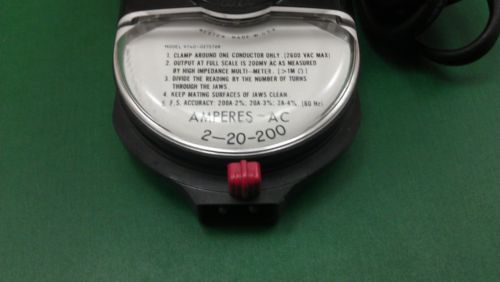 WESTON MADE IN U.S.A.
1. CLAMP AROUND ONE CONDUCTOR ONLY (2600 VAC MAX)
2. OUTPUT AT FULL SCALE IS 200MV AC AS MEASURED
BY HIGH IMPEDANCE MULTI-METER. (>1M Ω)
3. DIVIDE THE READING BY THE NUMBER OF TURNS
THROUGH THE JAWS.
4. KEEP MATING SURFACES OF JAWS CLEAN.
5. F.S. ACCURACY: 200A-2%, 20A-3%, 2A-4%, (60 Hz)
AMPERES-AC
2-20-200